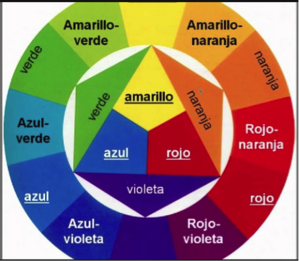 Amarillo-
verde
Amarillo-
naranja
verde
naranja
amarillo
verde
naranja
Azul-
verde
Rojo-
naranja
azul
rojo
azul
violeta
rojo
Azul-
violeta
Rojo-
violeta